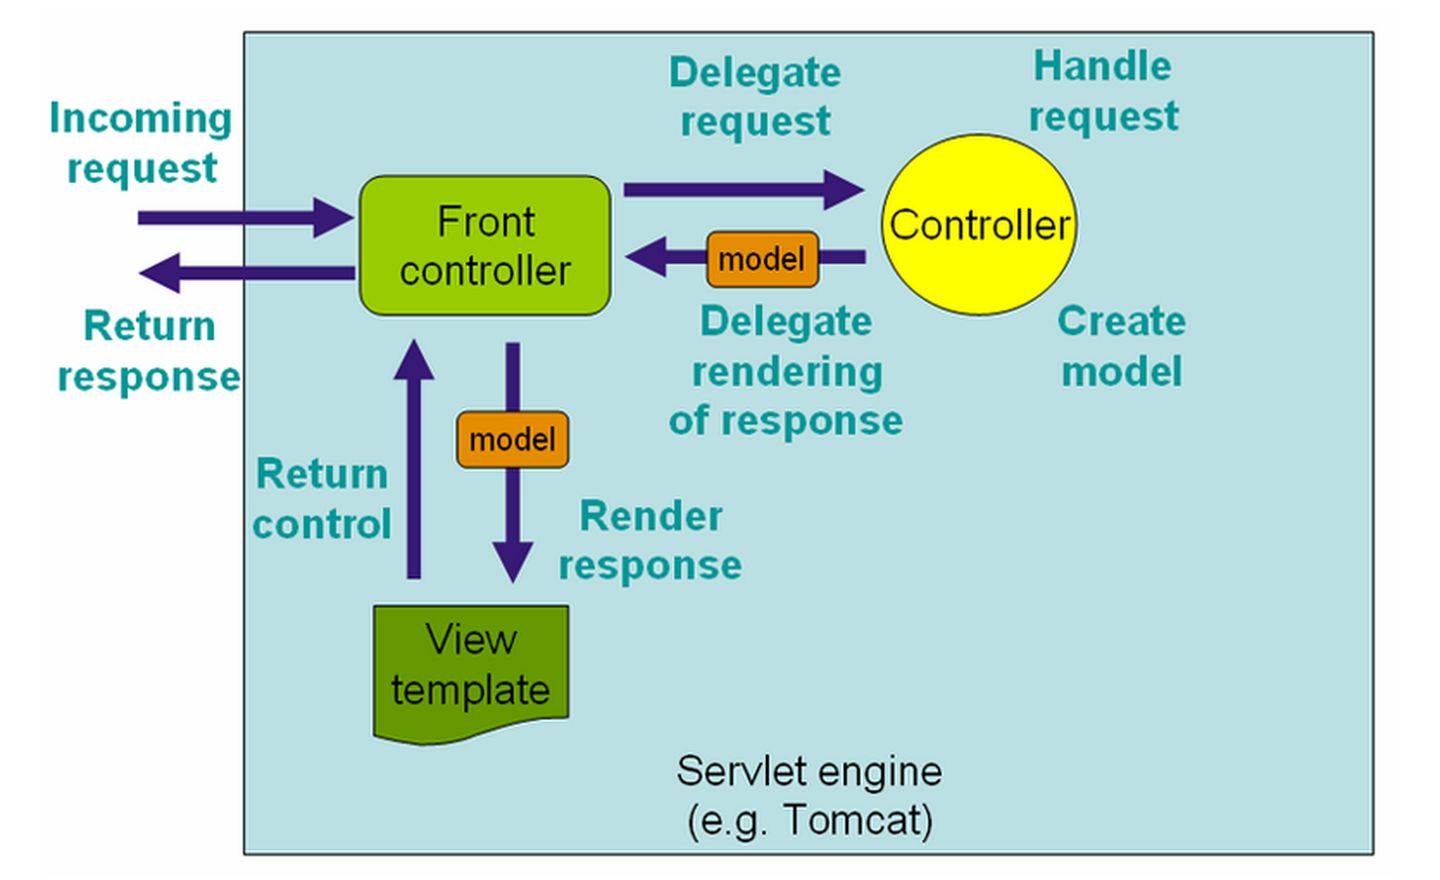 Incoming
request
Return
response
Front
controller
Delegate
request
Handle
request
Controller
model
Delegate
rendering
of response
Create
model
Return
control
model
Render
response
View
template
Servlet engine
(e.g. Tomcat)